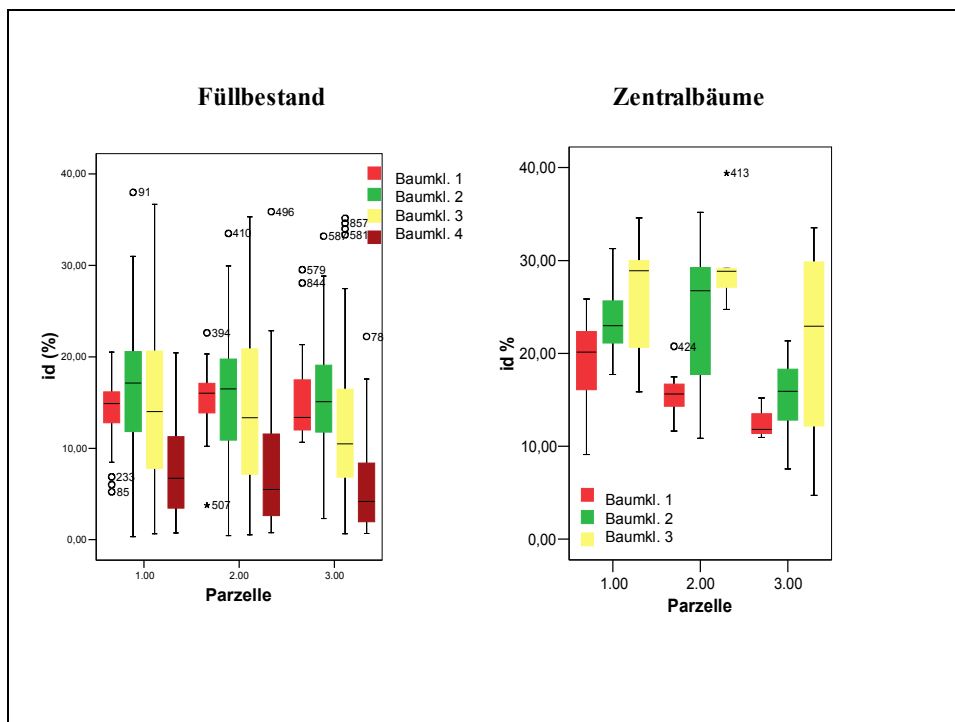 Füllbestand
40,00
30,00
20,00
10,00
0,00
id (%)
91
410
496
587
857
581
579
844
394
78
233
85
507
Baumkl. 1
Baumkl. 2
Baumkl. 3
Baumkl. 4
1.00
2.00
3.00
Parzelle
Zentralbäume
40,00
30,00
20,00
10,00
0,00
id %
413
424
Baumkl. 1
Baumkl. 2
Baumkl. 3
1.00
2.00
3.00
Parzelle